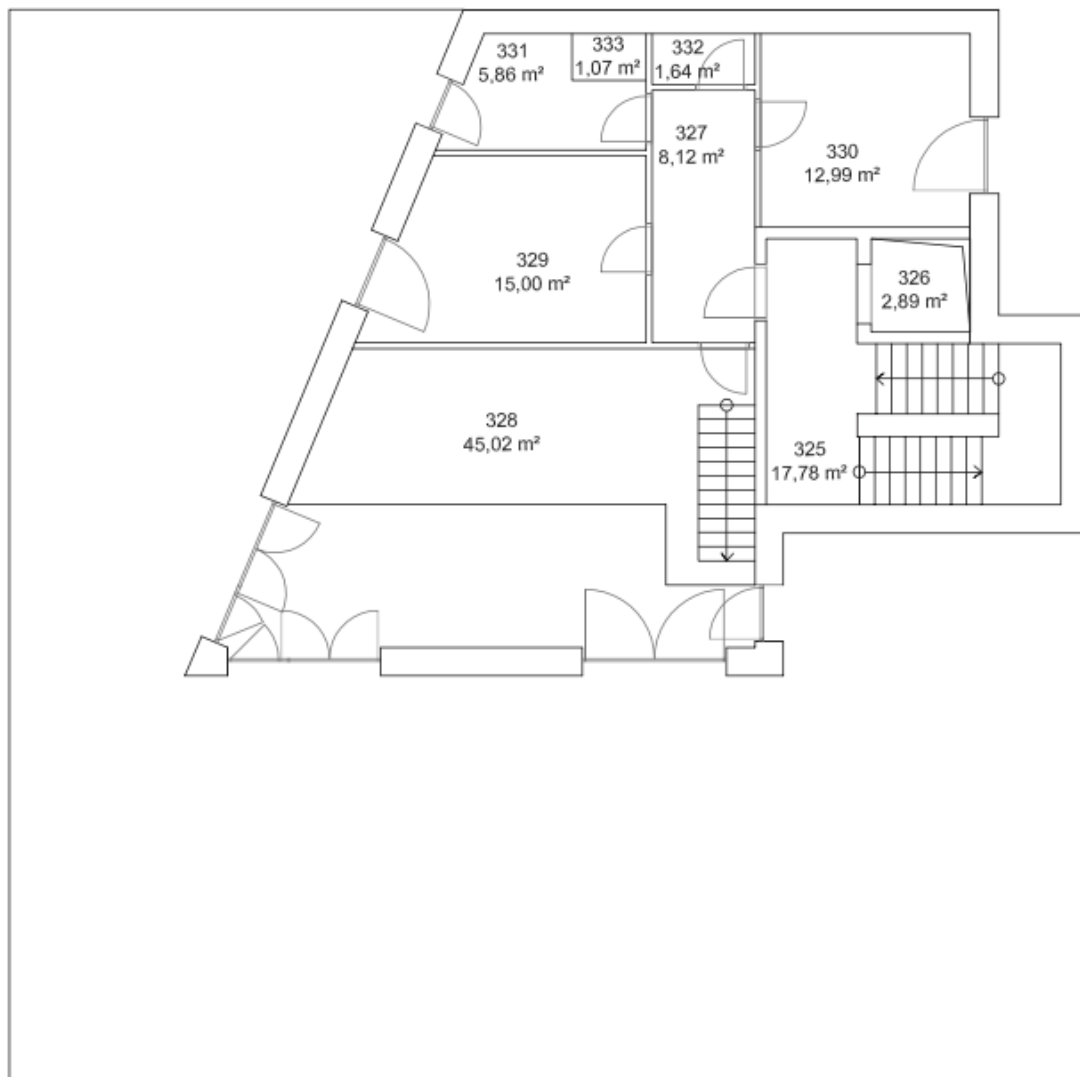 331
5,86 m²
333
1,07 m²
332
1,64 m²
327
8,12 m²
330
12,99 m²
329
15,00 m²
326
2,89 m²
328
45,02 m²
325
17,78 m²